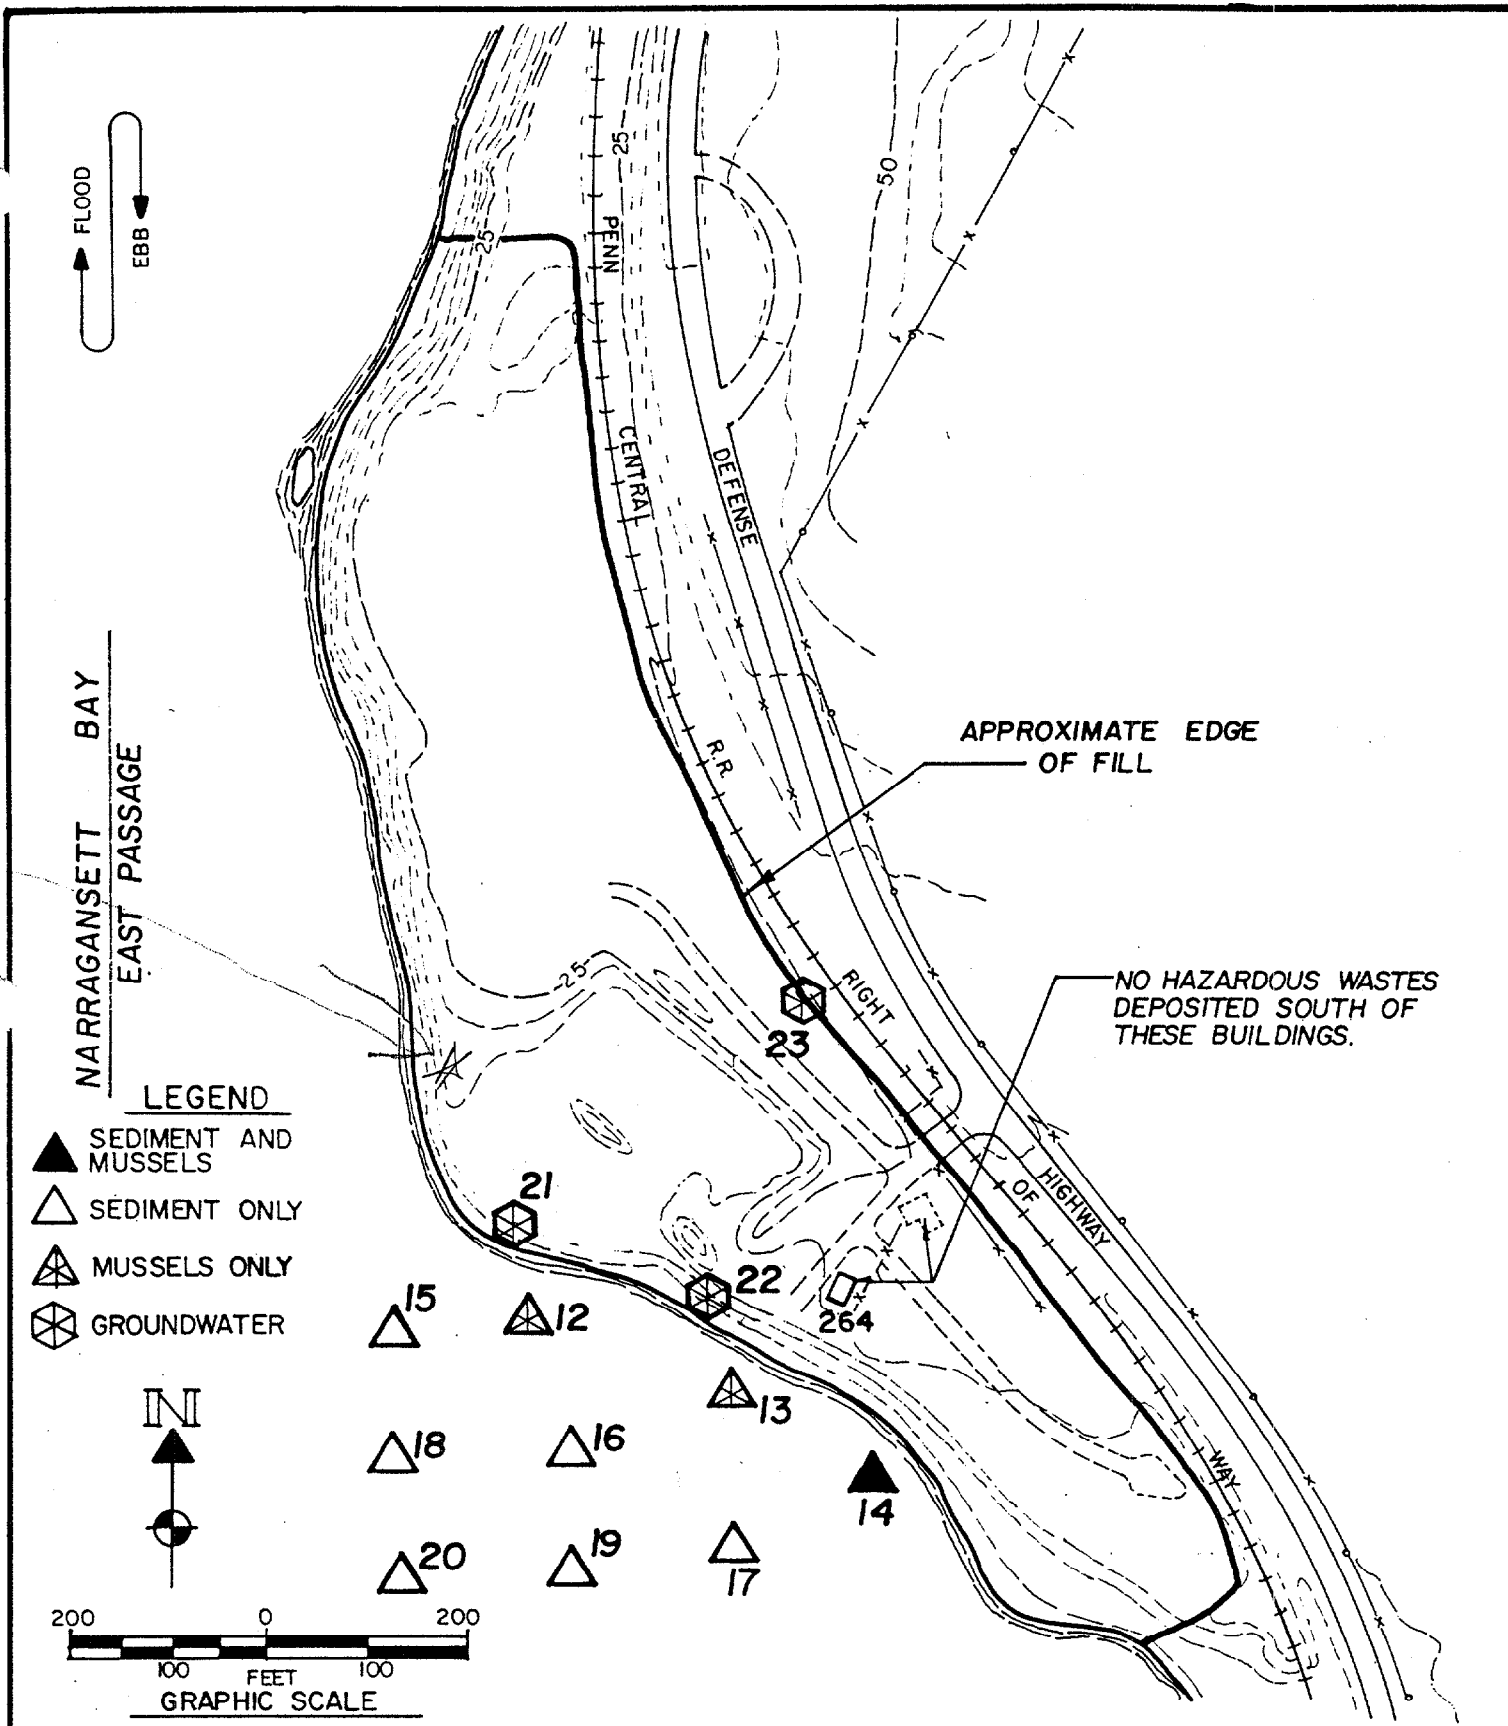 FLOOD
EBB
25
25
50
PENN
CENTRAL
R.R.
RIGHT
OF
WAY
DEFENSE
HIGHWAY
NARRAGANSETT BAY
EAST PASSAGE
APPROXIMATE EDGE
OF FILL
25
NO HAZARDOUS WASTES
DEPOSITED SOUTH OF
THESE BUILDINGS.
23
21
22
264
15
12
13
18
16
14
20
19
17
LEGEND
SEDIMENT AND
MUSSELS
SEDIMENT ONLY
MUSSELS ONLY
GROUNDWATER
N
200 0 200
100 100
FEET
GRAPHIC SCALE